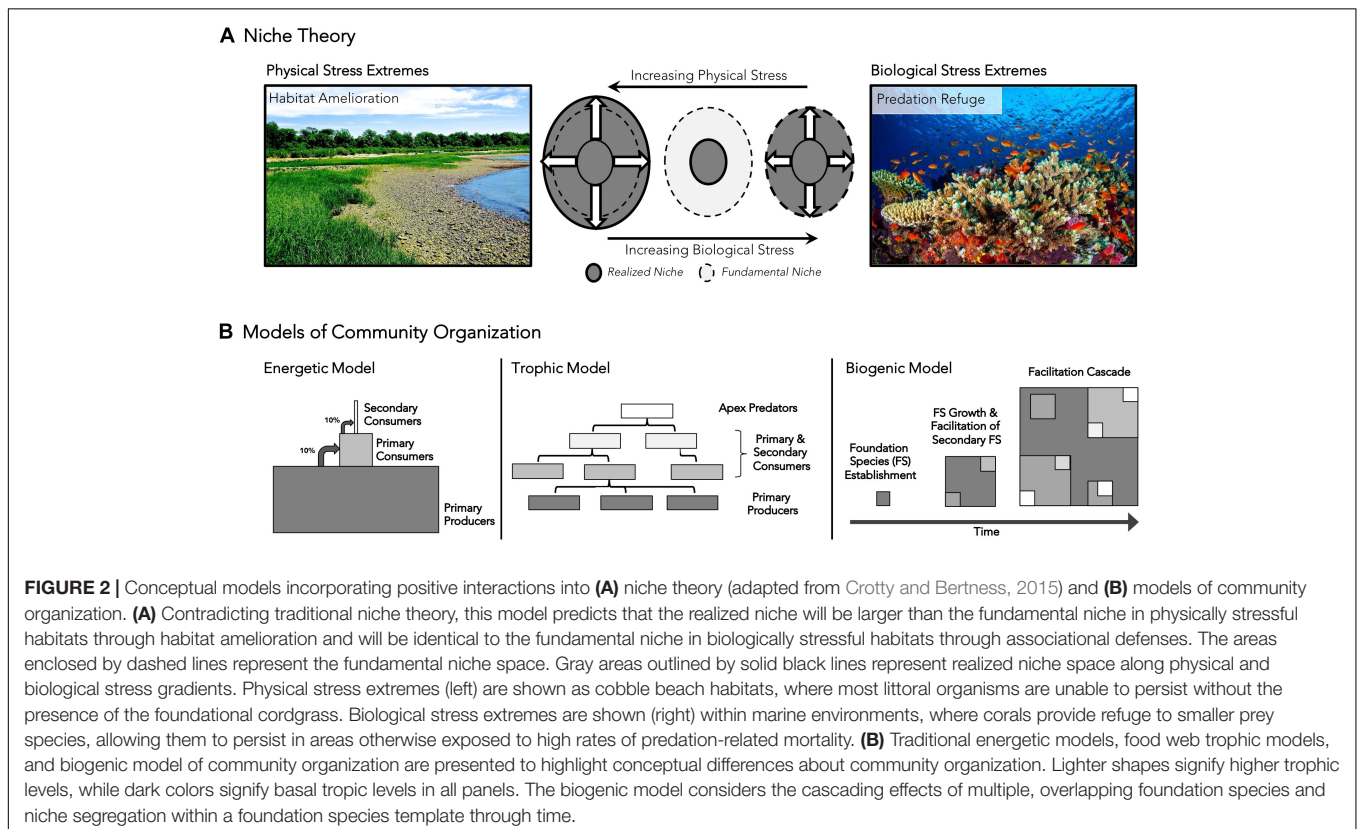 A Niche Theory
Physical Stress Extremes
Habitat Amelioration
Increasing Physical Stress
Biological Stress Extremes
Predation Refuge
Increasing Biological Stress
Realized Niche
Fundamental Niche
B Models of Community Organization
Energetic Model
10%
10%
Secondary
Consumers
Primary
Consumers
Primary
Producers
Trophic Model
Apex Predators
Primary &
Secondary
Consumers
Primary
Producers
Biogenic Model
Foundation
Species (FS)
Establishment
FS Growth &
Facilitation of
Secondary FS
Facilitation Cascade
Time
FIGURE 2 | Conceptual models incorporating positive interactions into (A) niche theory (adapted from Crotty and Bertness, 2015) and (B) models of community
organization. (A) Contradicting traditional niche theory, this model predicts that the realized niche will be larger than the fundamental niche in physically stressful
habitats through habitat amelioration and will be identical to the fundamental niche in biologically stressful habitats through associational defenses. The areas
enclosed by dashed lines represent the fundamental niche space. Gray areas outlined by solid black lines represent realized niche space along physical and
biological stress gradients. Physical stress extremes (left) are shown as cobble beach habitats, where most littoral organisms are unable to persist without the
presence of the foundational cordgrass. Biological stress extremes are shown (right) within marine environments, where corals provide refuge to smaller prey
species, allowing them to persist in areas otherwise exposed to high rates of predation-related mortality. (B) Traditional energetic models, food web trophic models,
and biogenic model of community organization are presented to highlight conceptual differences about community organization. Lighter shapes signify higher trophic
levels, while dark colors signify basal tropic levels in all panels. The biogenic model considers the cascading effects of multiple, overlapping foundation species and
niche segregation within a foundation species template through time.